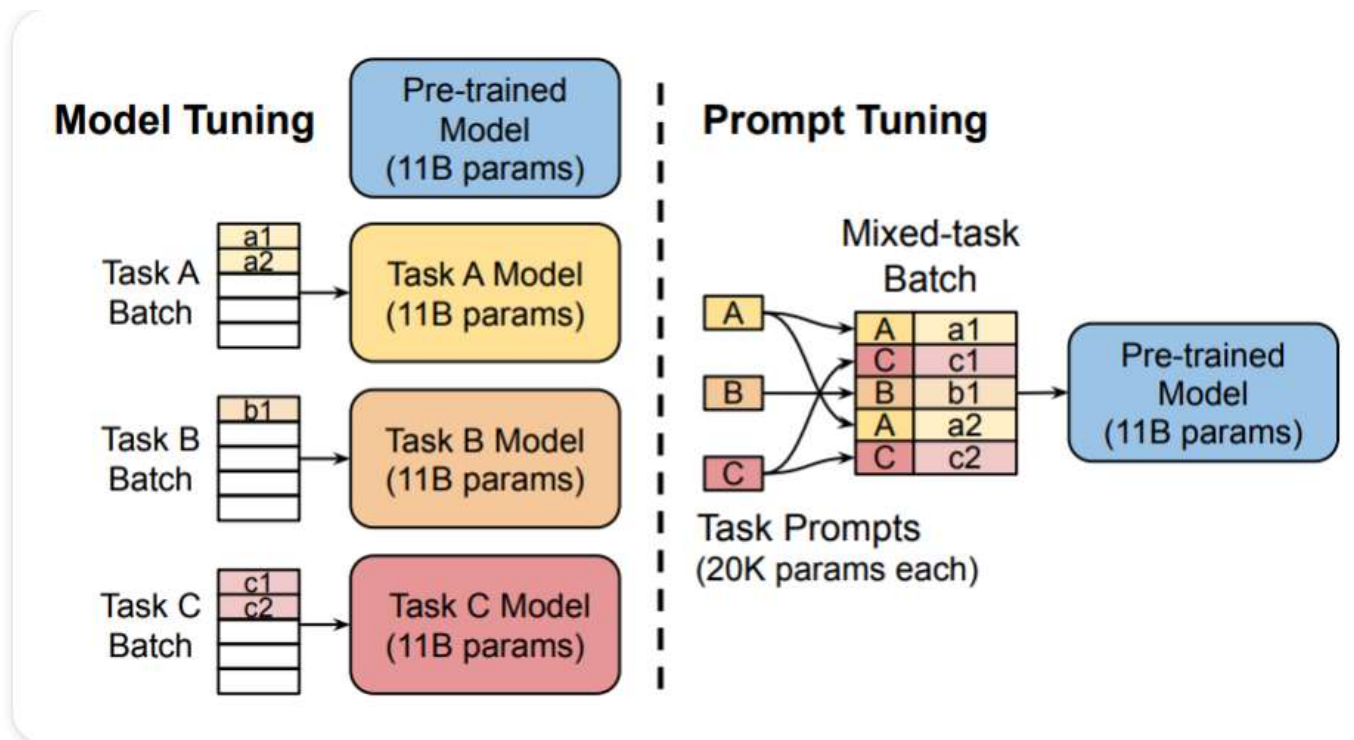 Model Tuning
Pre-trained
Model
(11B params)
Task A
Batch
a1
a2
Task A Model
(11B params)
Task B
Batch
b1
Task B Model
(11B params)
Task C
Batch
c1
c2
Task C Model
(11B params)
Prompt Tuning
Mixed-task
Batch
A
B
C
A a1
C c1
B b1
A a2
C c2
Task Prompts
(20K params each)
Pre-trained
Model
(11B params)